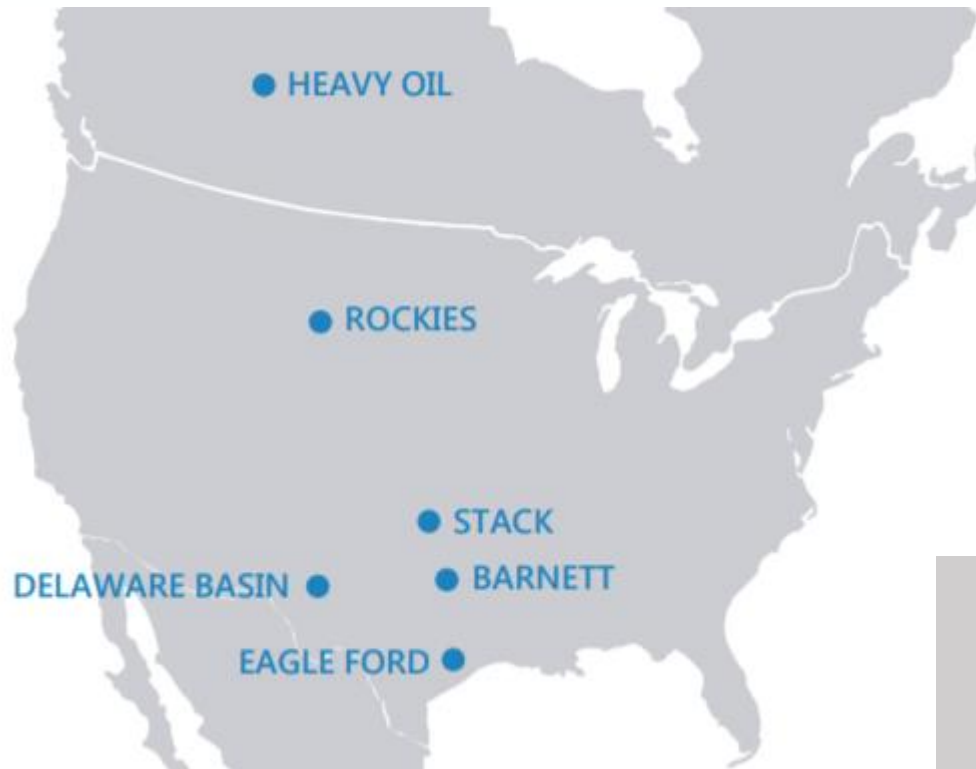 HEAVY OIL
ROCKIES
STACK
BARNETT
DELAWARE BASIN
EAGLE FORD